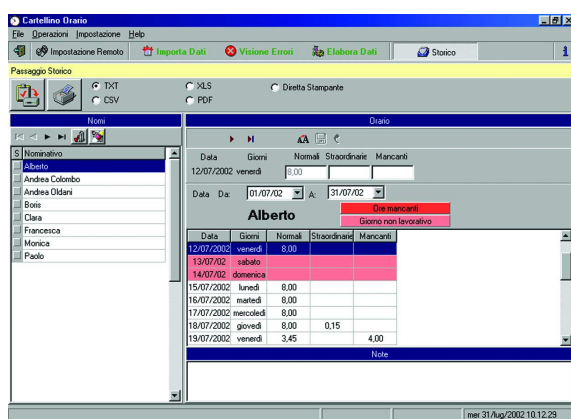 Cartellino Orario
File Operazioni Impostazione Help
Impostazione Remoto Importa Dati Visione Errori Elabora Dati Storico
Passaggio Storico
TXT XLS Diretta Stampante
CSV PDF
Nomi Orario
Data Giorni Normali Straordinarie Mancanti
12/07/2002 venerdì 8,00
Data Da: 01/07/02 A: 31/07/02
Alberto
Ore mancanti
Giorno non lavorativo
S Nominativo
Alberto
Andrea Colombo
Andrea Oldani
Boris
Clara
Francesca
Monica
Paolo
Data Giorni Normali Straordinarie Mancanti
12/07/2002 venerdì 8,00
13/07/02 sabato
14/07/02 domenica
15/07/2002 lunedì 8,00
16/07/2002 martedì 8,00
17/07/2002 mercoledì 8,00
18/07/2002 giovedì 8,00 0,15
19/07/2002 venerdì 3,45 4,00
Note
mer 31/lug/2002 10.12.29